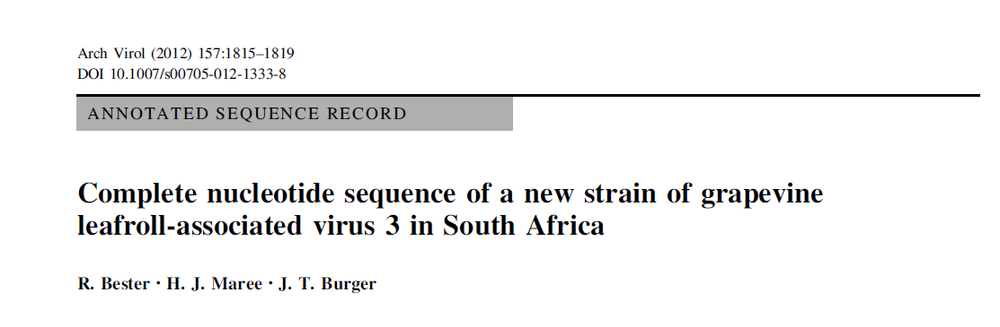 Arch Virol (2012) 157:1815–1819
DOI 10.1007/s00705-012-1333-8
ANNOTATED SEQUENCE RECORD
Complete nucleotide sequence of a new strain of grapevine
leafroll-associated virus 3 in South Africa
R. Bester · H. J. Maree · J. T. Burger